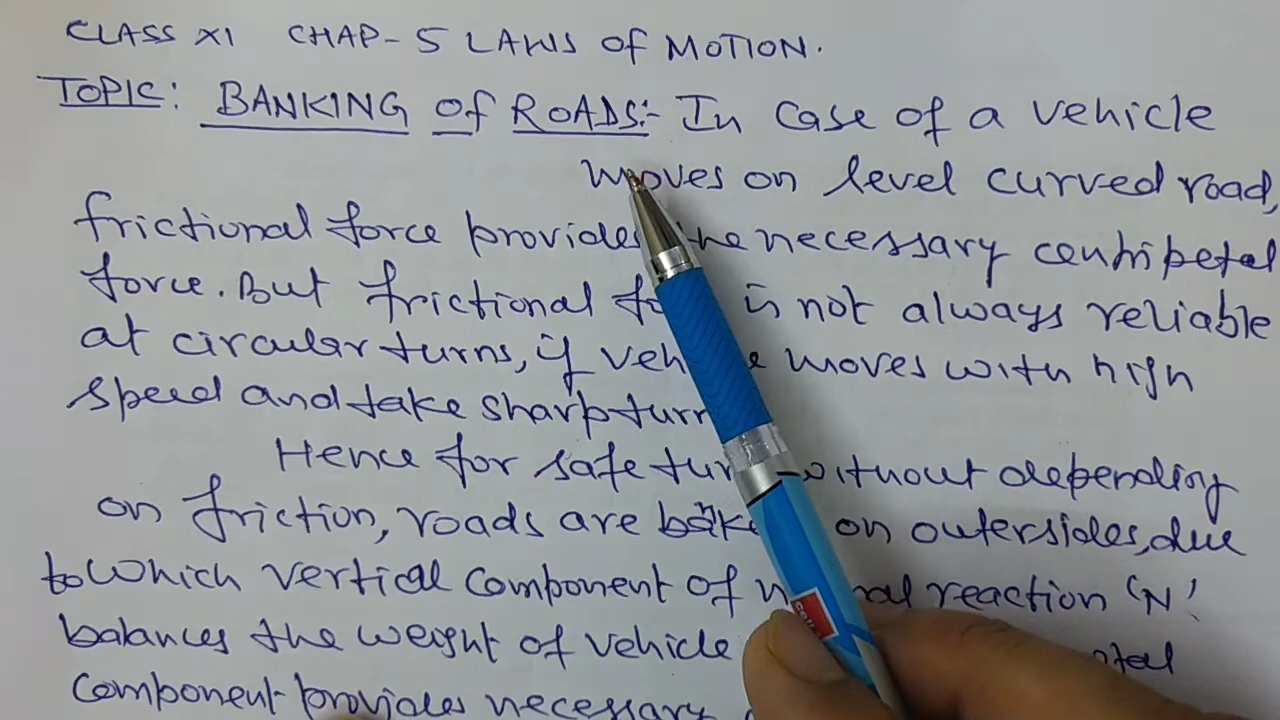 CLASS XI CHAP-5 LAWS of MOTION.
TOPIC: BANKING of ROADS:- In case of a vehicle
moves on level curved road,
frictional force provides the necessary centripetal
force. But frictional is not always reliable
at circular turns, if moves with high
speed and take sharp turn
Hence for safe without depending
on friction, roads are on outersides, due
to which vertical component of reaction 'N'
balances the weight of vehicle
component provides necessary